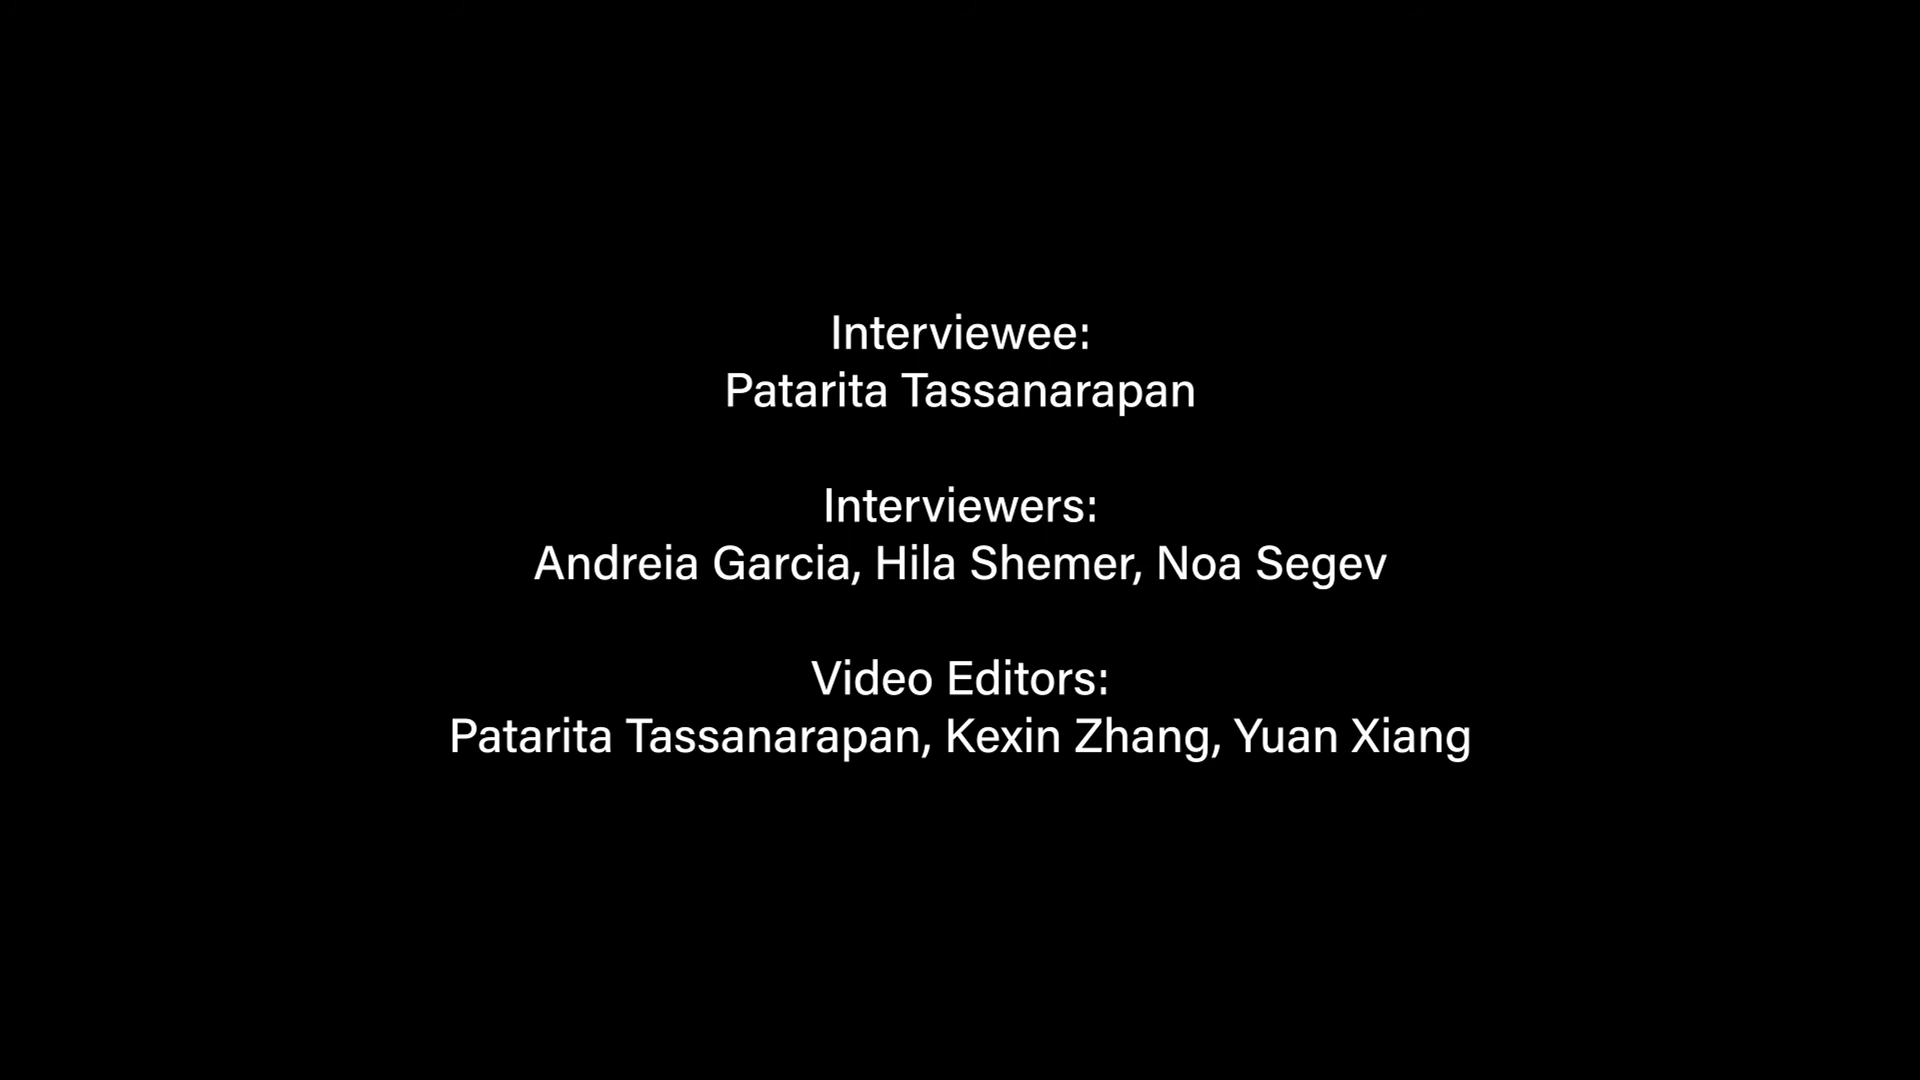 Interviewee:
Patarita Tassanarapan
Interviewers:
Andreia Garcia, Hila Shemer, Noa Segev
Video Editors:
Patarita Tassanarapan, Kexin Zhang, Yuan Xiang